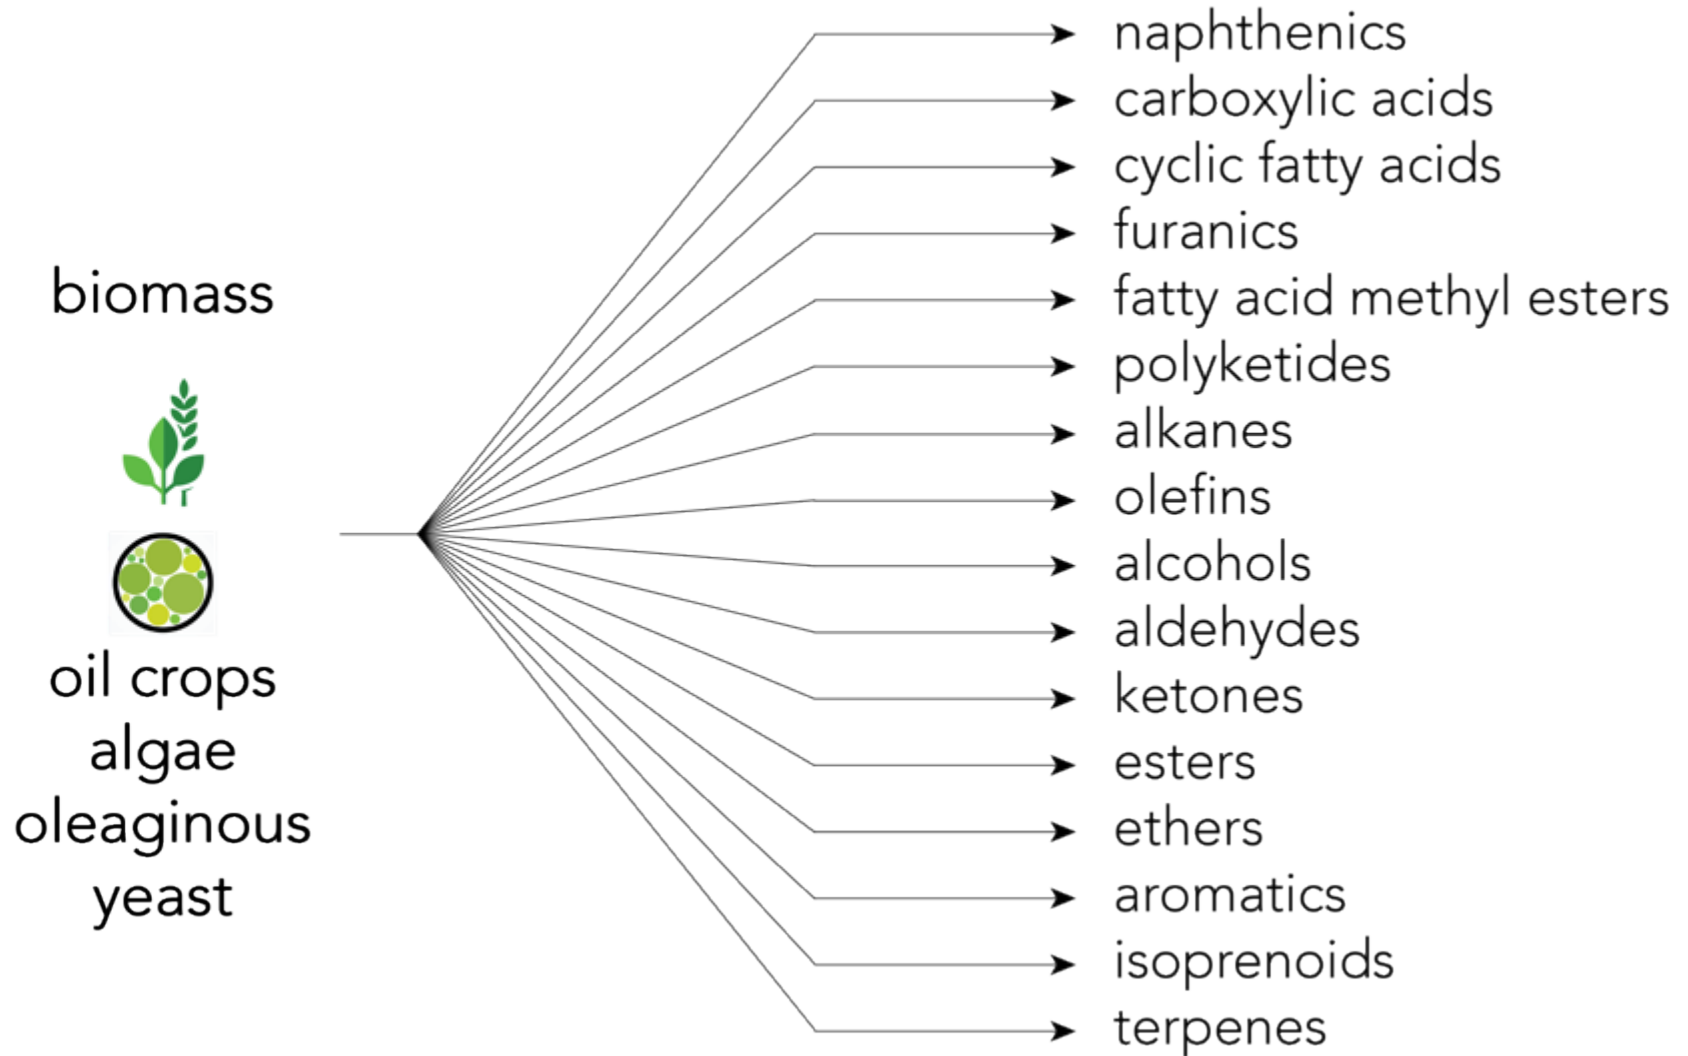 biomass
oil crops
algae
oleaginous
yeast
naphthenics
carboxylic acids
cyclic fatty acids
furanics
fatty acid methyl esters
polyketides
alkanes
olefins
alcohols
aldehydes
ketones
esters
ethers
aromatics
isoprenoids
terpenes